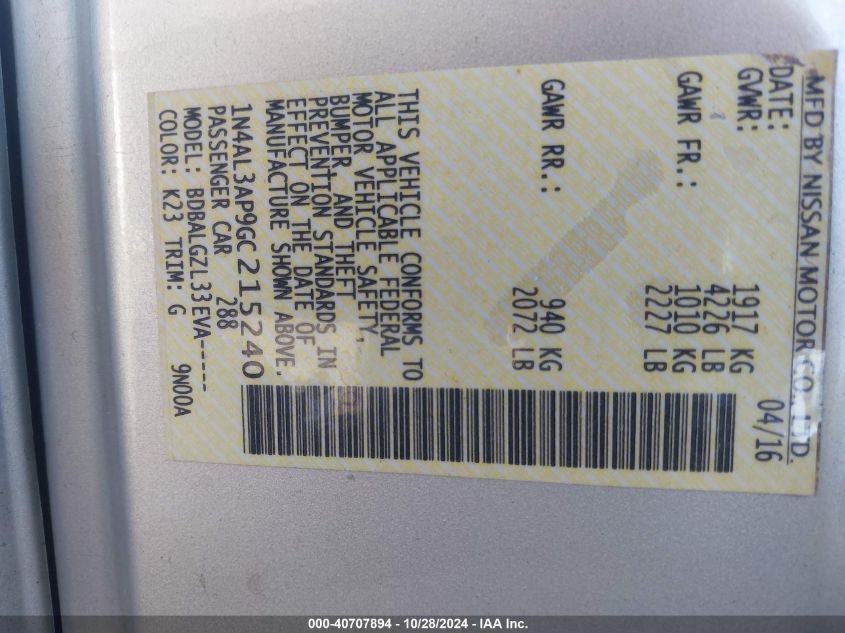 MFD BY NISSAN MOTOR CO., LTD.
DATE: 04/16
GVWR: 1917 KG
4226 LB
GAWR FR.: 1010 KG
2227 LB
GAWR RR.: 940 KG
2072 LB
THIS VEHICLE CONFORMS TO
ALL APPLICABLE FEDERAL
MOTOR VEHICLE SAFETY,
BUMPER, AND THEFT
PREVENTION STANDARDS IN
EFFECT ON THE DATE OF
MANUFACTURE SHOWN ABOVE.
1N4AL3AP9GC215240
PASSENGER CAR 288
MODEL: BDBALGZL33EVA-----
COLOR: K23 TRIM: G 9N00A
000-40707894 - 10/28/2024 - IAA Inc.